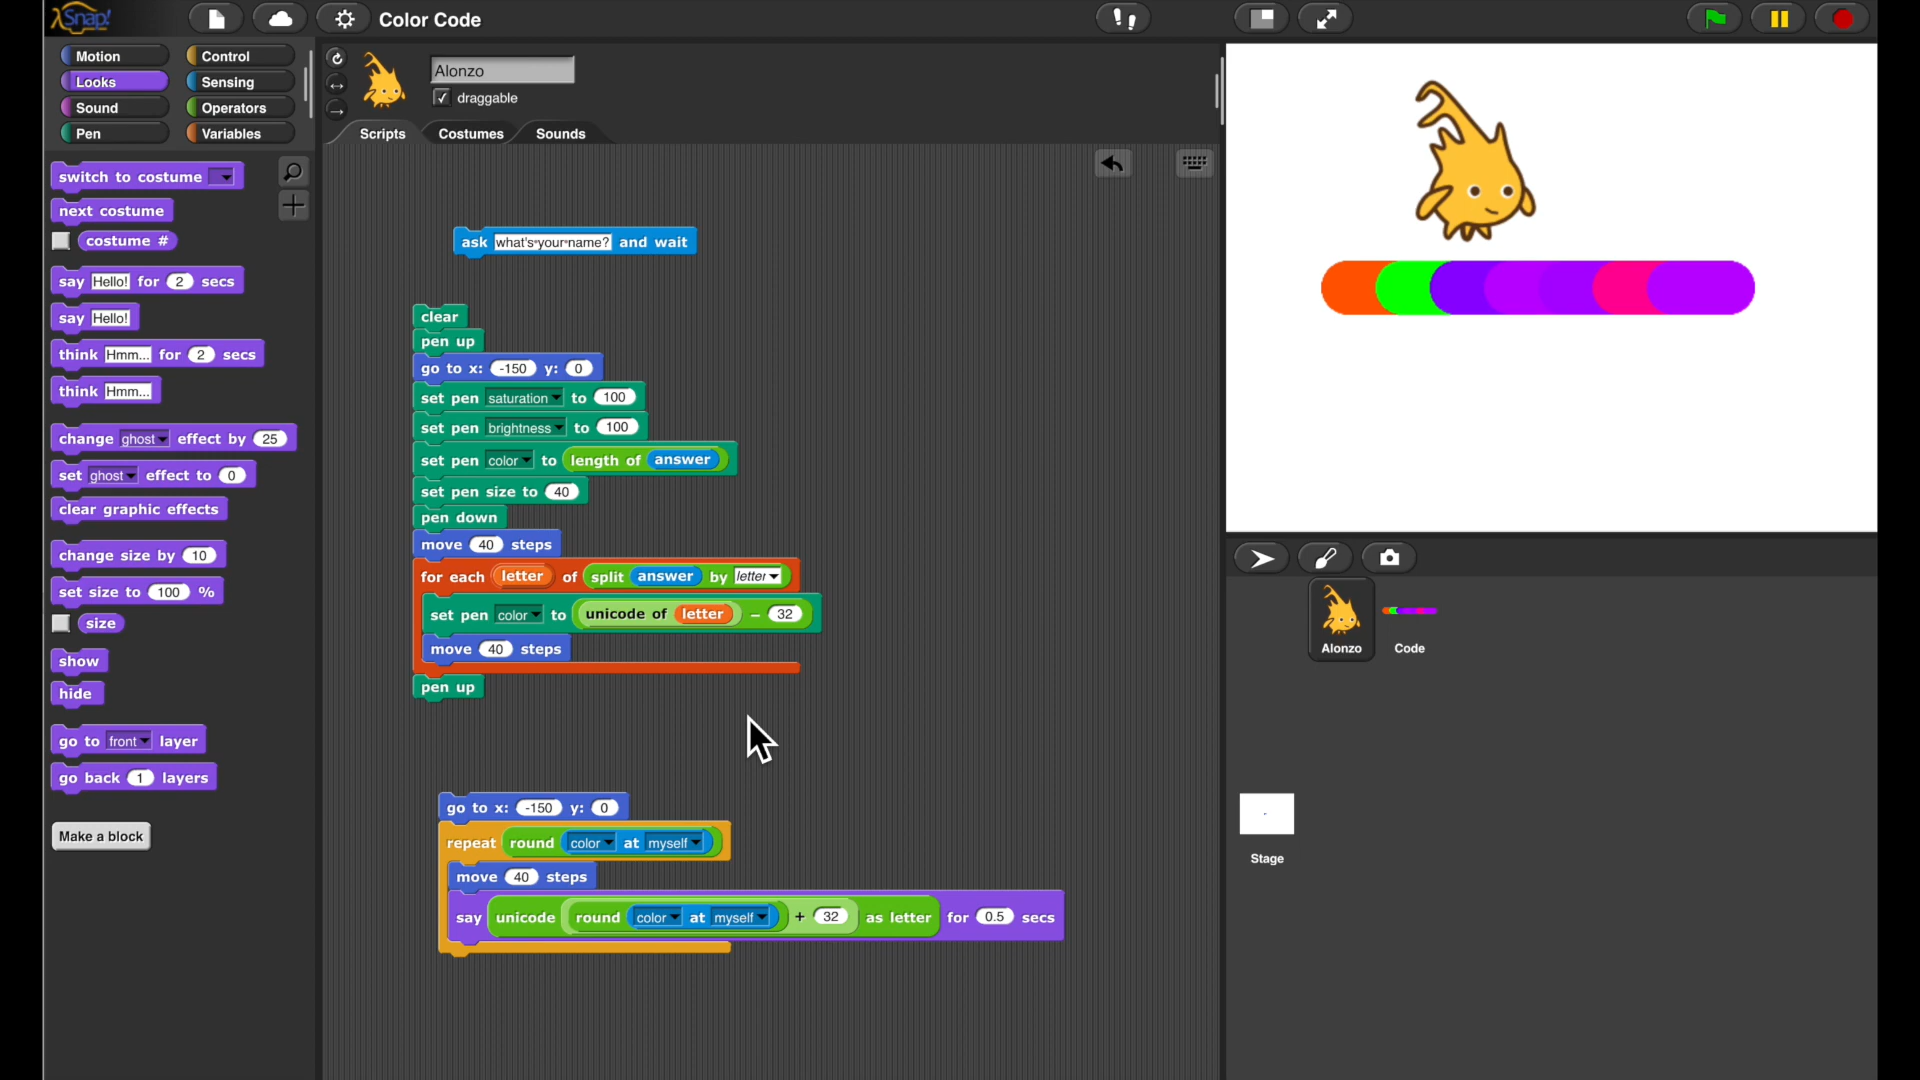 Snap!
Color Code
Motion
Control
Looks
Sensing
Sound
Operators
Pen
Variables
switch to costume
next costume
costume #
say Hello! for 2 secs
say Hello!
think Hmm... for 2 secs
think Hmm...
change ghost effect by 25
set ghost effect to 0
clear graphic effects
change size by 10
set size to 100 %
size
show
hide
go to front layer
go back 1 layers
Make a block
Alonzo
draggable
Scripts
Costumes
Sounds
ask what's your name? and wait
clear
pen up
go to x: -150 y: 0
set pen saturation to 100
set pen brightness to 100
set pen color to length of answer
set pen size to 40
pen down
move 40 steps
for each letter of split answer by letter
set pen color to unicode of letter - 32
move 40 steps
pen up
go to x: -150 y: 0
repeat round color at myself
move 40 steps
say unicode round color at myself + 32 as letter for 0.5 secs
Alonzo
Code
Stage